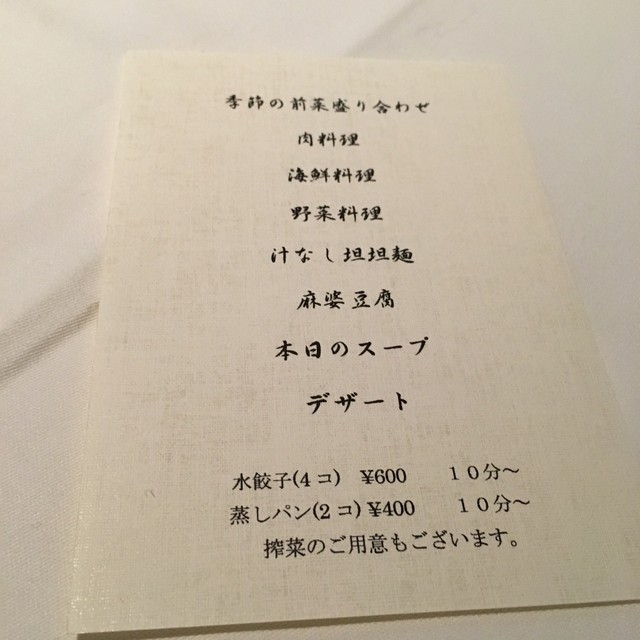 季節の前菜盛り合わせ
肉料理
海鮮料理
野菜料理
汁なし坦坦麺
麻婆豆腐
本日のスープ
デザート
水餃子(4コ) ¥600 １０分～
蒸しパン(2コ)¥400 １０分～
搾菜のご用意もございます。